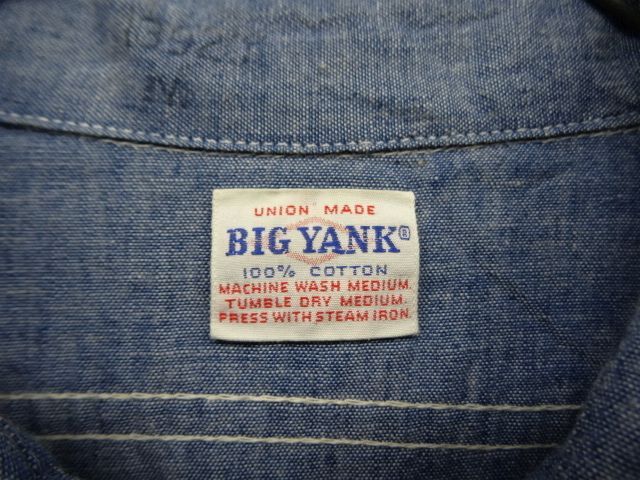 M
UNION MADE
BIG YANK®
100% COTTON
MACHINE WASH MEDIUM.
TUMBLE DRY MEDIUM.
PRESS WITH STEAM IRON.